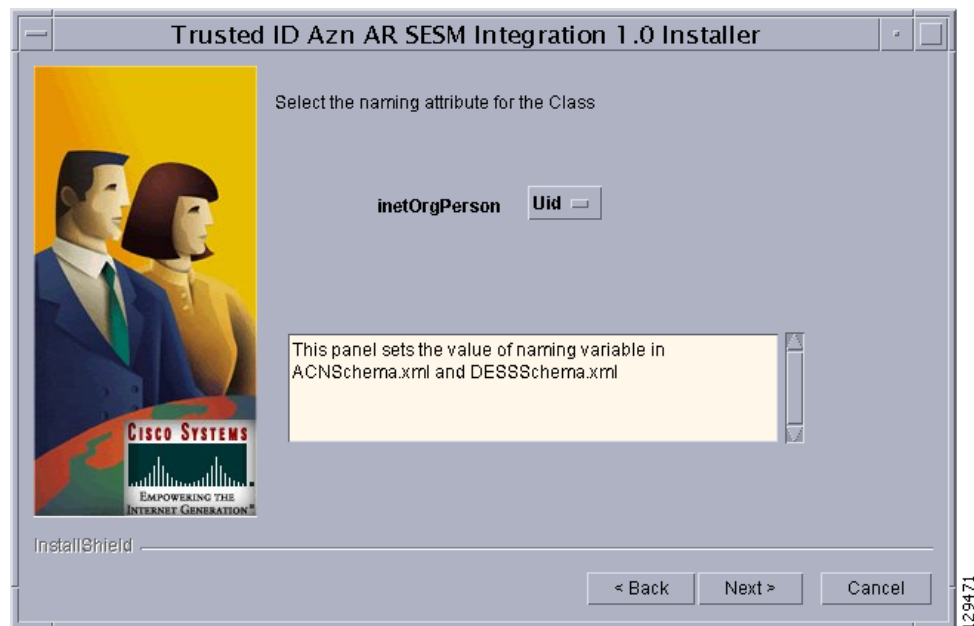 Trusted ID Azn AR SESM Integration 1.0 Installer
Select the naming attribute for the Class
inetOrgPerson Uid
This panel sets the value of naming variable in
ACNSchema.xml and DESSSchema.xml
CISCO SYSTEMS
EMPOWERING THE
INTERNET GENERATION
InstallShield
< Back Next > Cancel
129471